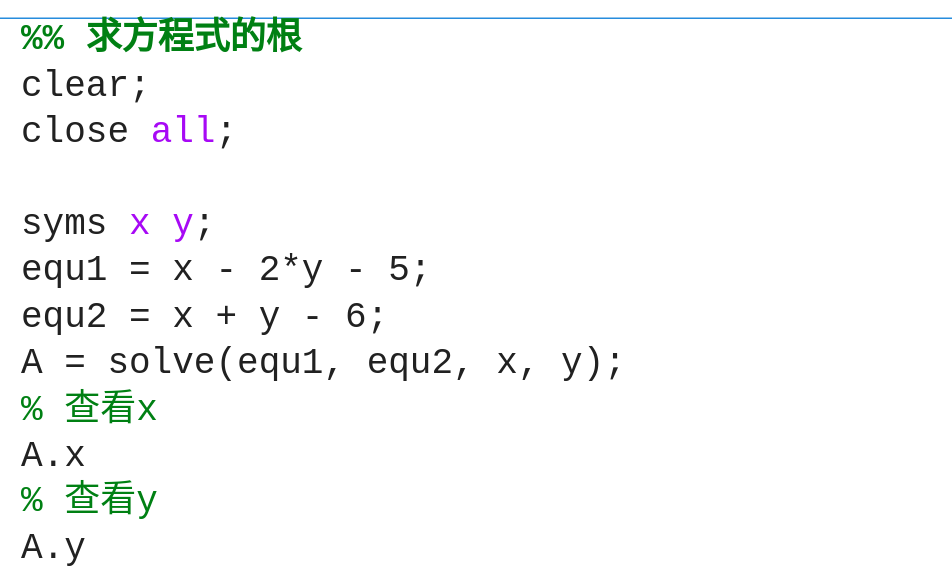 %% 求方程式的根
clear;
close all;
syms x y;
equ1 = x - 2*y - 5;
equ2 = x + y - 6;
A = solve(equ1, equ2, x, y);
% 查看x
A.x
% 查看y
A.y